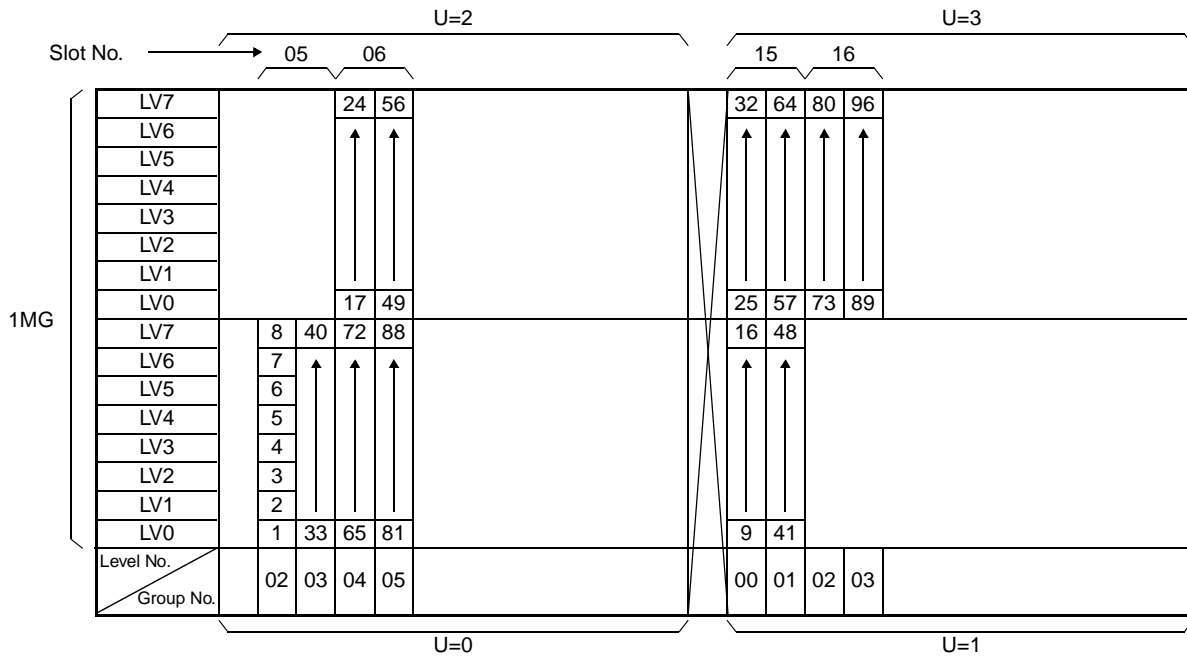 U=2 U=3
Slot No. 05 06 15 16
LV7 24 56 32 64 80 96
LV6
LV5
LV4
LV3
LV2
LV1
LV0 17 49 25 57 73 89
1MG
LV7 8 40 72 88 16 48
LV6 7
LV5 6
LV4 5
LV3 4
LV2 3
LV1 2
LV0 1 33 65 81 9 41
Level No.
Group No. 02 03 04 05 00 01 02 03
U=0 U=1